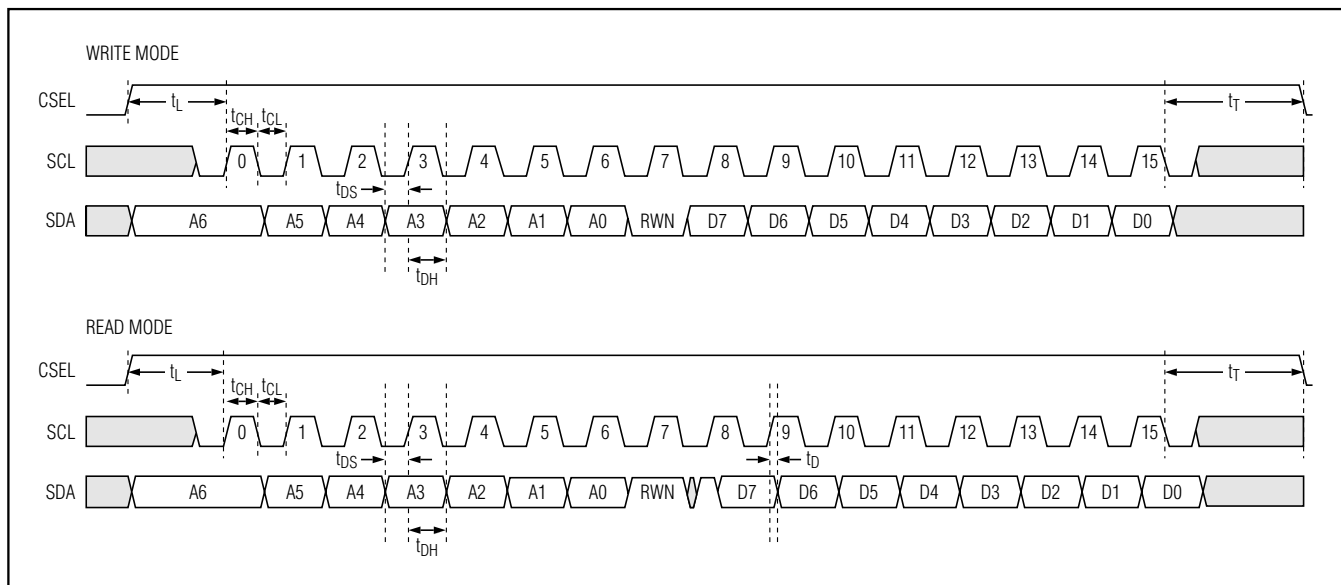 WRITE MODE
CSEL tL tT
tCH tCL
SCL 0 1 2 3 4 5 6 7 8 9 10 11 12 13 14 15
tDS
SDA A6 A5 A4 A3 A2 A1 A0 RWN D7 D6 D5 D4 D3 D2 D1 D0
tDH
READ MODE
CSEL tL tT
tCH tCL
SCL 0 1 2 3 4 5 6 7 8 9 10 11 12 13 14 15
tDS tD
SDA A6 A5 A4 A3 A2 A1 A0 RWN D7 D6 D5 D4 D3 D2 D1 D0
tDH